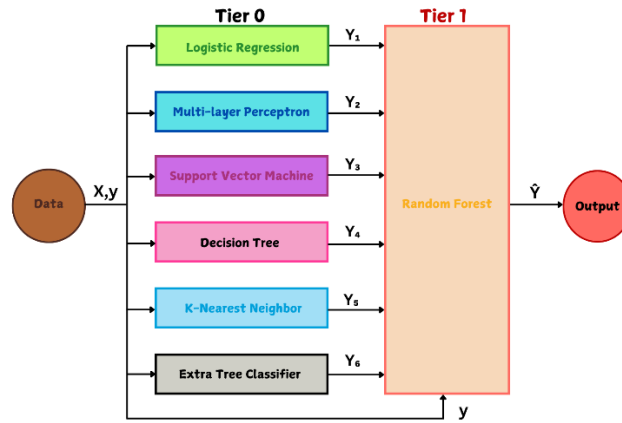 Tier 0
Tier 1
Logistic Regression
Y₁
Multi-layer Perceptron
Y₂
Support Vector Machine
Y₃
Data
X,y
Random Forest
Ŷ
Output
Decision Tree
Y₄
K-Nearest Neighbor
Y₅
Extra Tree Classifier
Y₆
y